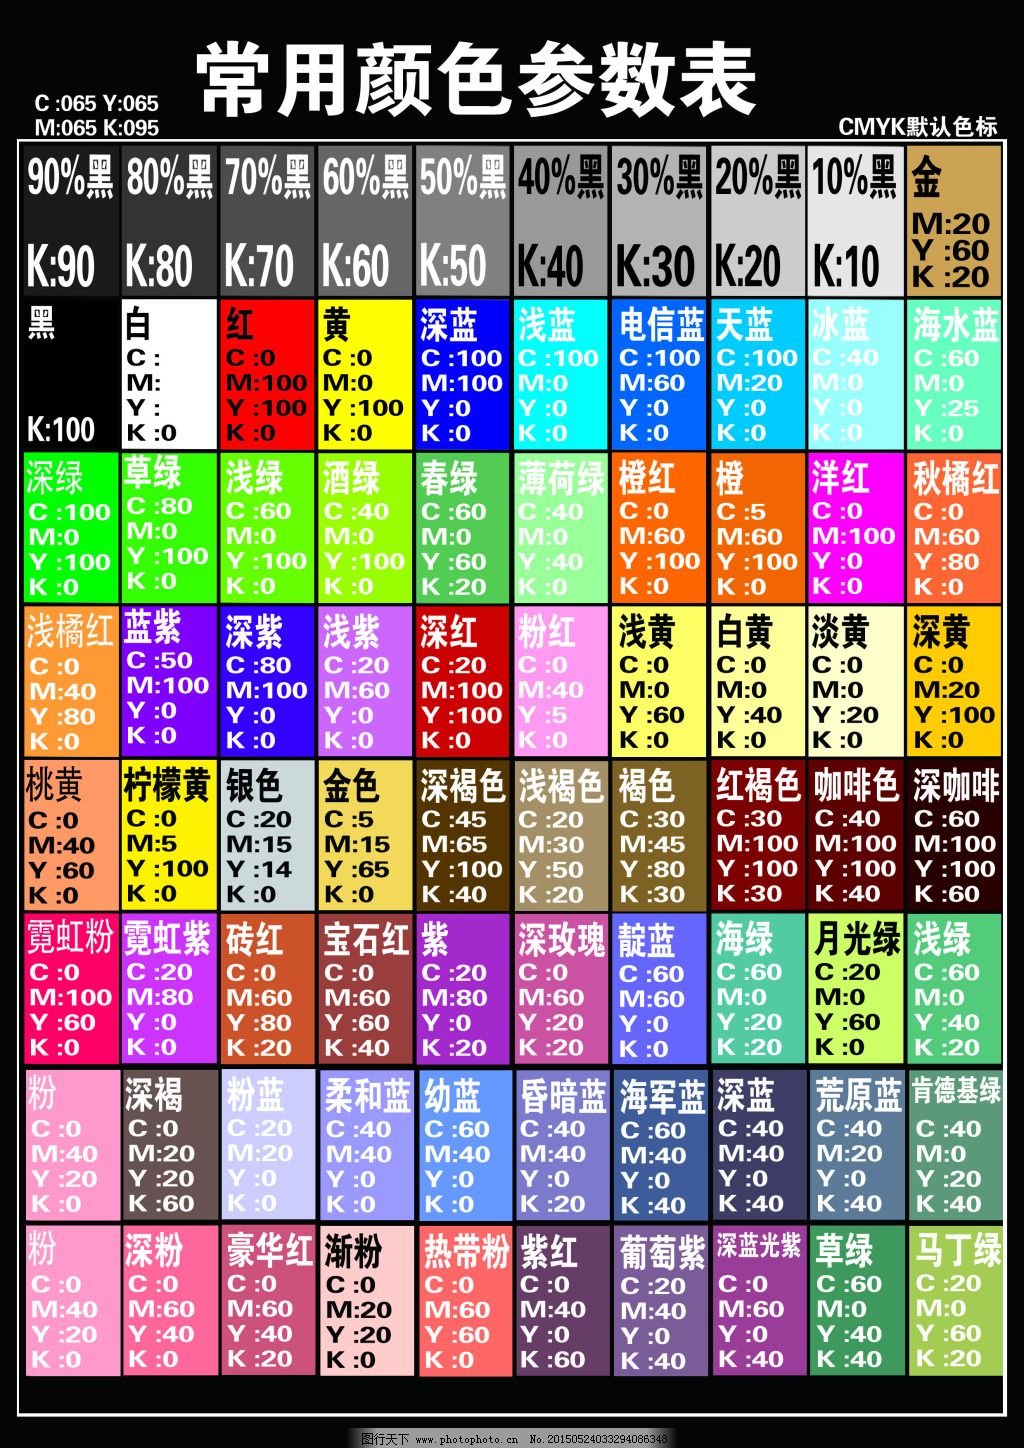 常用颜色参数表
C :065 Y:065
M:065 K:095
CMYK默认色标
90%黑 80%黑 70%黑 60%黑 50%黑 40%黑 30%黑 20%黑 10%黑 金
M:20
Y :60
K:90 K:80 K:70 K:60 K:50 K:40 K:30 K:20 K:10 K :20
黑 白 红 黄 深蓝 浅蓝 电信蓝 天蓝 冰蓝 海水蓝
C : C :0 C :0 C :100 C :100 C :100 C :100 C :40 C :60
M: M:100 M:0 M:100 M:0 M:60 M:20 M:0 M:0
Y : Y :100 Y :100 Y :0 Y :0 Y :0 Y :0 Y :0 Y :25
K:100 K :0 K :0 K :0 K :0 K :0 K :0 K :0 K :0 K :0
深绿 草绿 浅绿 酒绿 春绿 薄荷绿 橙红 橙 洋红 秋橘红
C :100 C :80 C :60 C :40 C :60 C :40 C :0 C :5 C :0 C :0
M:0 M:0 M:0 M:0 M:0 M:0 M:60 M:60 M:100 M:60
Y :100 Y :100 Y :100 Y :100 Y :60 Y :40 Y :100 Y :100 Y :0 Y :80
K :0 K :0 K :0 K :0 K :20 K :0 K :0 K :0 K :0 K :0
浅橘红 蓝紫 深紫 浅紫 深红 粉红 浅黄 白黄 淡黄 深黄
C :0 C :50 C :80 C :20 C :20 C :0 C :0 C :0 C :0 C :0
M:40 M:100 M:100 M:60 M:100 M:40 M:0 M:0 M:0 M:20
Y :80 Y :0 Y :0 Y :0 Y :100 Y :5 Y :60 Y :40 Y :20 Y :100
K :0 K :0 K :0 K :0 K :0 K :0 K :0 K :0 K :0 K :0
桃黄 柠檬黄 银色 金色 深褐色 浅褐色 褐色 红褐色 咖啡色 深咖啡
C :0 C :0 C :20 C :5 C :45 C :20 C :30 C :30 C :40 C :60
M:40 M:5 M:15 M:15 M:65 M:30 M:45 M:100 M:100 M:100
Y :60 Y :100 Y :14 Y :65 Y :100 Y :50 Y :80 Y :100 Y :100 Y :100
K :0 K :0 K :0 K :0 K :40 K :20 K :30 K :30 K :40 K :60
霓虹粉 霓虹紫 砖红 宝石红 紫 深玫瑰 靛蓝 海绿 月光绿 浅绿
C :0 C :20 C :0 C :0 C :20 C :0 C :60 C :60 C :20 C :60
M:100 M:80 M:60 M:60 M:80 M:60 M:60 M:0 M:0 M:0
Y :60 Y :0 Y :80 Y :60 Y :0 Y :20 Y :0 Y :20 Y :60 Y :40
K :0 K :0 K :20 K :40 K :20 K :20 K :0 K :20 K :0 K :20
粉 深褐 粉蓝 柔和蓝 幼蓝 昏暗蓝 海军蓝 深蓝 荒原蓝 肯德基绿
C :0 C :0 C :20 C :40 C :60 C :40 C :60 C :40 C :40 C :40
M:40 M:20 M:20 M:40 M:40 M:40 M:40 M:40 M:20 M:0
Y :20 Y :20 Y :0 Y :0 Y :0 Y :0 Y :0 Y :0 Y :0 Y :20
K :0 K :60 K :0 K :0 K :0 K :20 K :40 K :40 K :40 K :40
粉 深粉 豪华红 渐粉 热带粉 紫红 葡萄紫 深蓝光紫 草绿 马丁绿
C :0 C :0 C :0 C :0 C :0 C :0 C :20 C :0 C :60 C :20
M:40 M:60 M:60 M:20 M:60 M:40 M:40 M:60 M:0 M:0
Y :20 Y :40 Y :40 Y :20 Y :60 Y :0 Y :0 Y :0 Y :40 Y :60
K :0 K :0 K :20 K :0 K :0 K :60 K :40 K :40 K :40 K :20
图行天下 www.photophoto.cn No.20150524033294086348